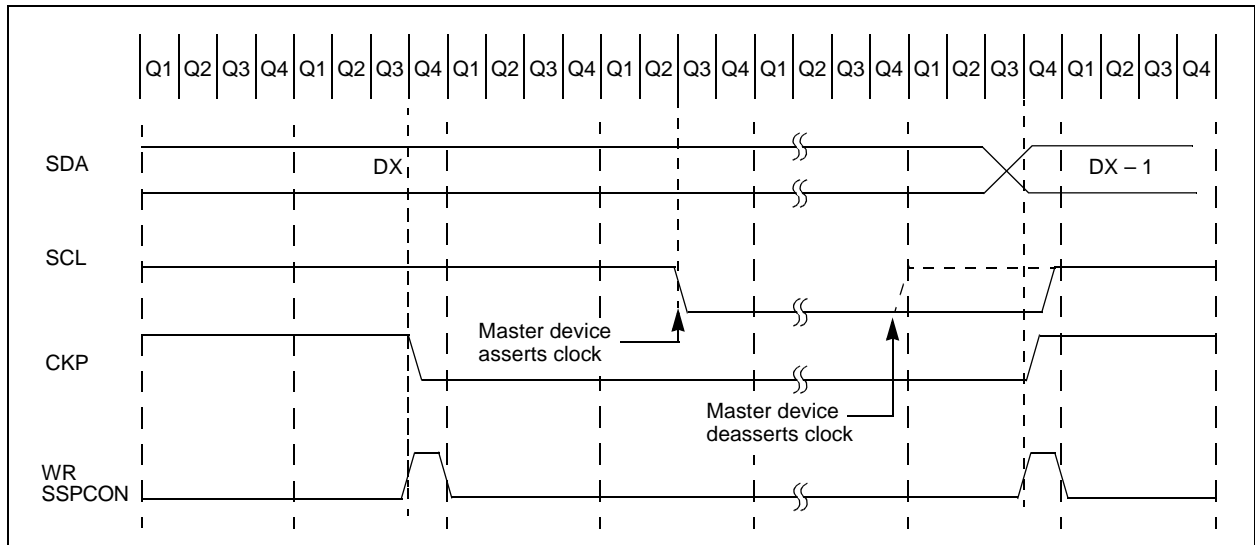 Q1 Q2 Q3 Q4 Q1 Q2 Q3 Q4 Q1 Q2 Q3 Q4 Q1 Q2 Q3 Q4 Q1 Q2 Q3 Q4 Q1 Q2 Q3 Q4 Q1 Q2 Q3 Q4
SDA
DX
DX – 1
SCL
Master device
asserts clock
CKP
Master device
deasserts clock
WR
SSPCON